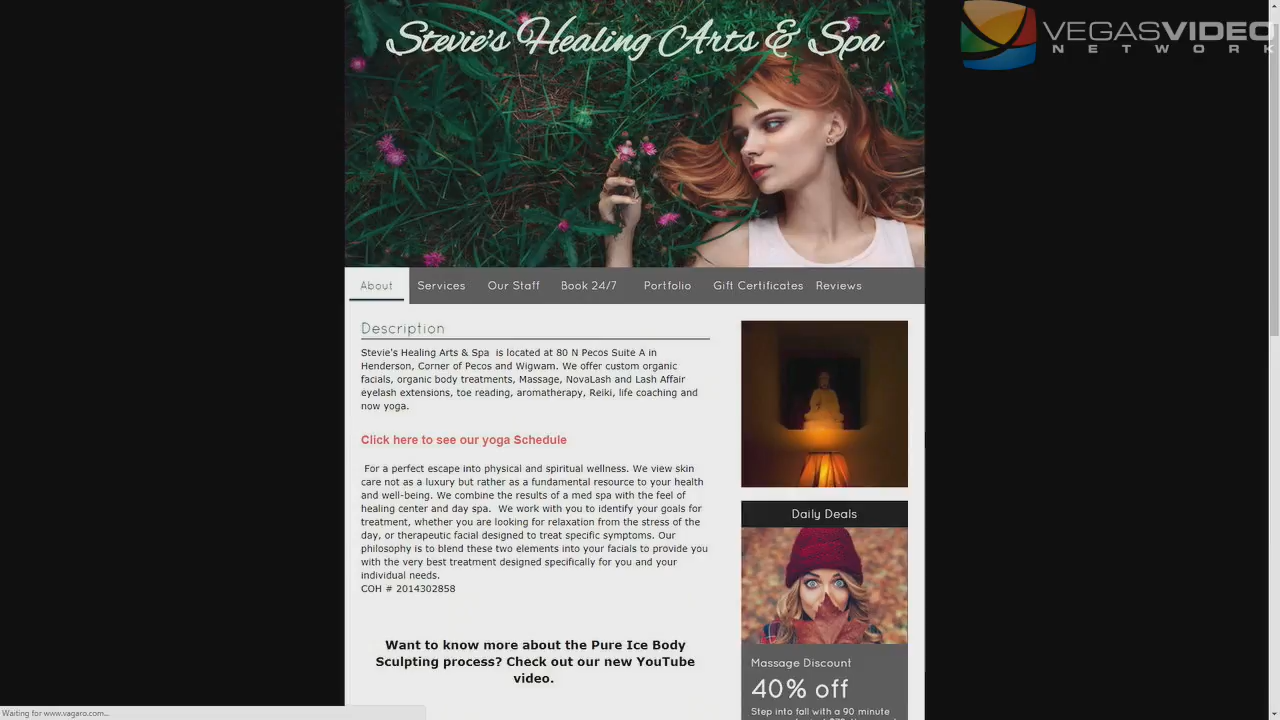 Stevie's Healing Arts & Spa
VEGASVIDEO
NETWORK
About
Services
Our Staff
Book 24/7
Portfolio
Gift Certificates
Reviews
Description
Stevie's Healing Arts & Spa  is located at 80 N Pecos Suite A in
Henderson, Corner of Pecos and Wigwam. We offer custom organic
facials, organic body treatments, Massage, NovaLash and Lash Affair
eyelash extensions, toe reading, aromatherapy, Reiki, life coaching and
now yoga.
Click here to see our yoga Schedule
For a perfect escape into physical and spiritual wellness. We view skin
care not as a luxury but rather as a fundamental resource to your health
and well-being. We combine the results of a med spa with the feel of
healing center and day spa.  We work with you to identify your goals for
treatment, whether you are looking for relaxation from the stress of the
day, or therapeutic facial designed to treat specific symptoms. Our
philosophy is to blend these two elements into your facials to provide you
with the very best treatment designed specifically for you and your
individual needs.
COH # 2014302858
Want to know more about the Pure Ice Body
Sculpting process? Check out our new YouTube
video.
Daily Deals
Massage Discount
40% off
Step into fall with a 90 minute
Waiting for www.vagaro.com...